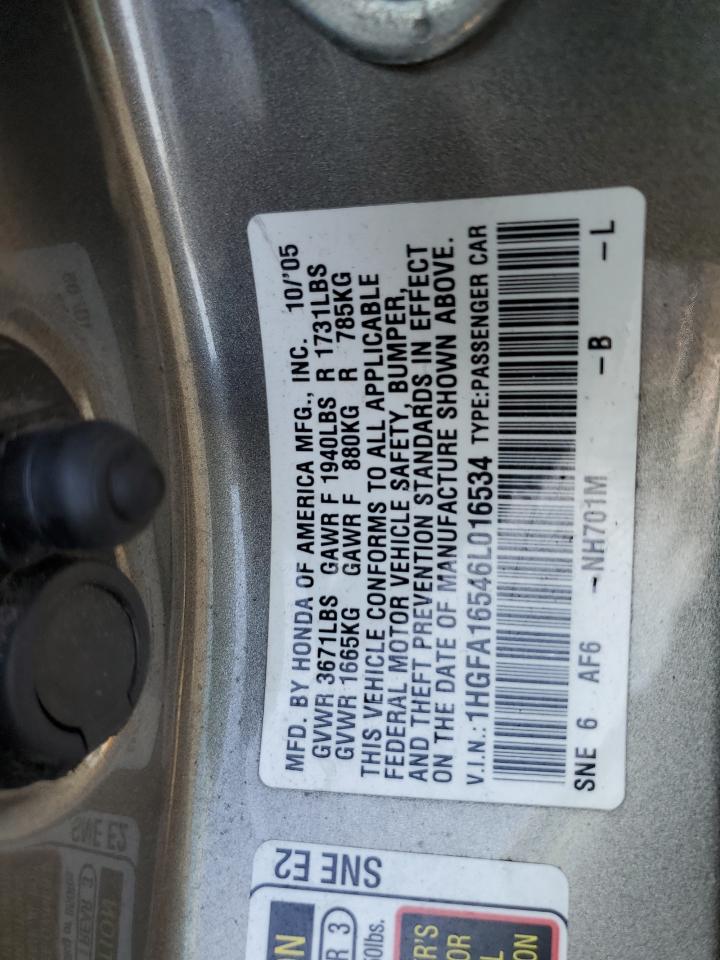 MFD. BY HONDA OF AMERICA MFG., INC. 10/'05
GVWR 3671LBS GAWR F 1940LBS R 1731LBS
GVWR 1665KG GAWR F 880KG R 785KG
THIS VEHICLE CONFORMS TO ALL APPLICABLE
FEDERAL MOTOR VEHICLE SAFETY, BUMPER,
AND THEFT PREVENTION STANDARDS IN EFFECT
ON THE DATE OF MANUFACTURE SHOWN ABOVE.
V.I.N.: 1HGFA16546L016534 TYPE:PASSENGER CAR
SNE 6 AF6 -NH701M -B -L
SNE E2
R 3